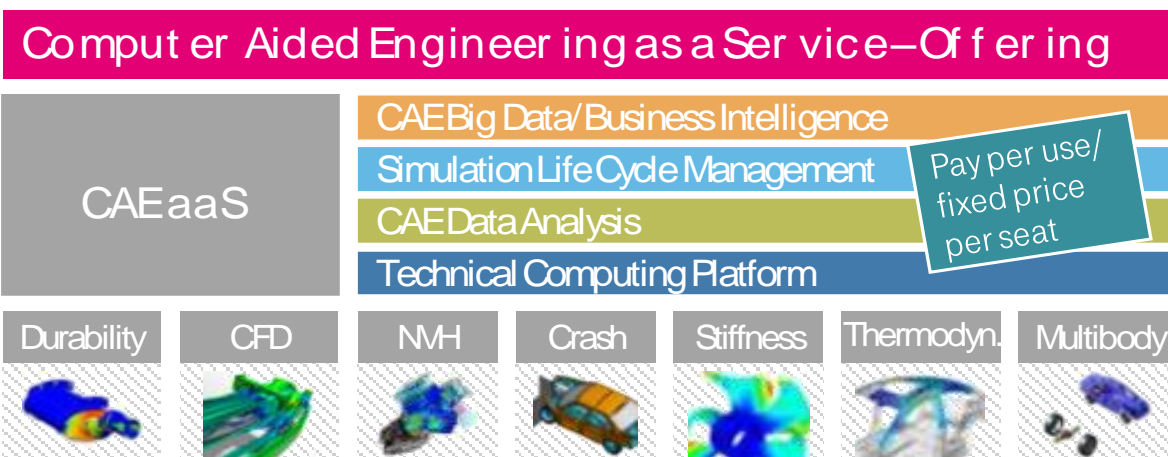 Computer Aided Engineering as a Service–Offering
CAEaaS
CAE Big Data/ Business Intelligence
Simulation Life Cycle Management
CAE Data Analysis
Technical Computing Platform
Pay per use/
fixed price
per seat
Durability
CFD
NVH
Crash
Stiffness
Thermodyn.
Multibody